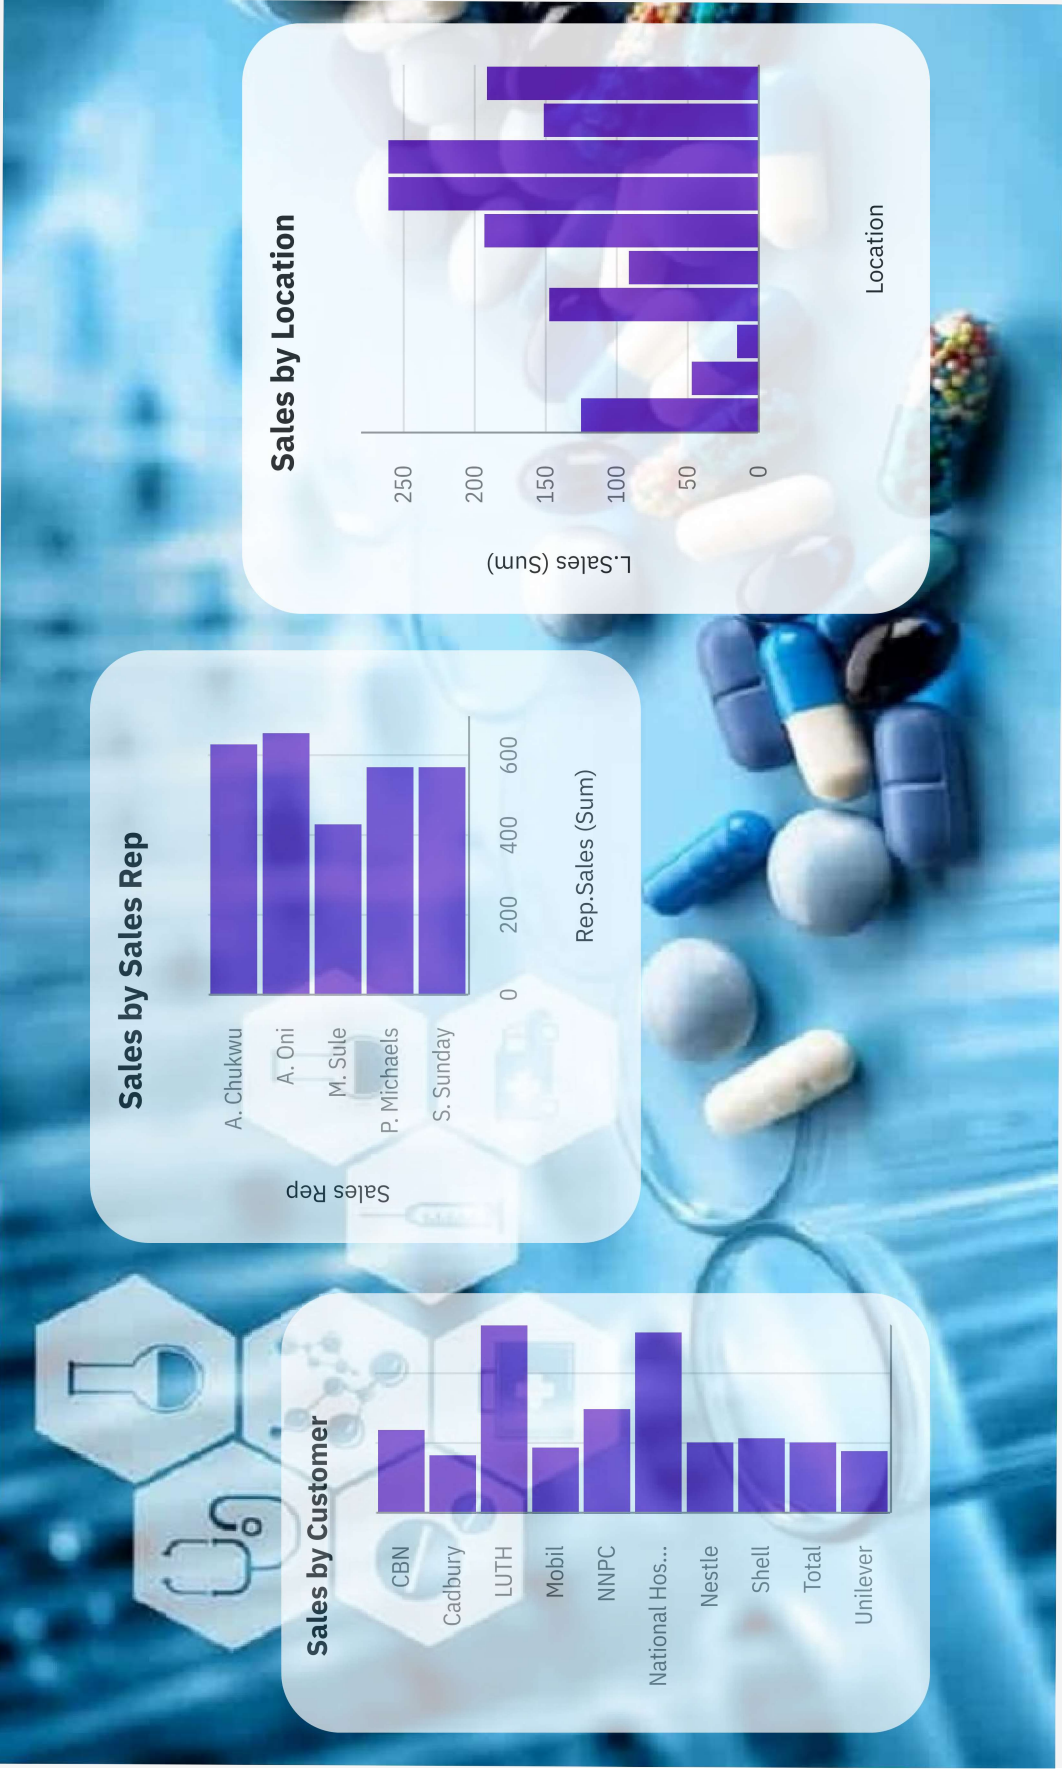 Sales by Customer
CBN
Cadbury
LUTH
Mobil
NNPC
National Hos...
Nestle
Shell
Total
Unilever
Sales by Sales Rep
Sales Rep
A. Chukwu
A. Oni
M. Sule
P. Michaels
S. Sunday
0
200
400
600
Rep.Sales (Sum)
Sales by Location
L.Sales (Sum)
250
200
150
100
50
0
Location